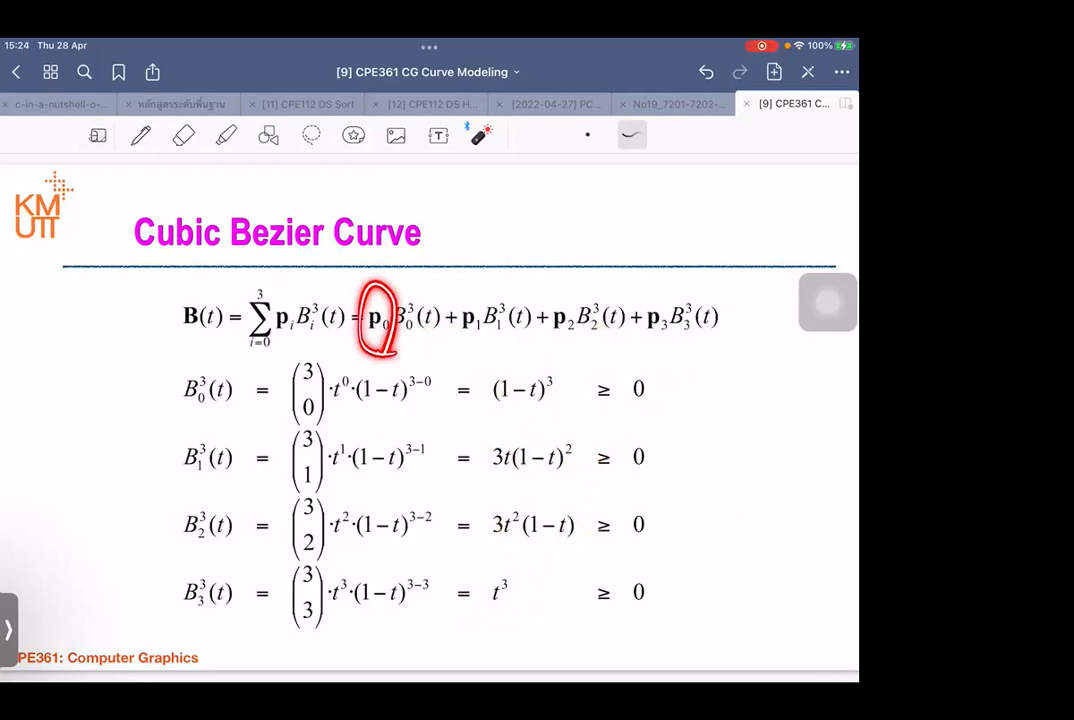 15:24 Thu 28 Apr
100%
[9] CPE361 CG Curve Modeling
c-in-a-nutshell-o-... หลักสูตรระดับพื้นฐาน [11] CPE112 DS Sort [12] CPE112 DS H... [2022-04-27] PC... No19_7201-7202-... [9] CPE361 C...
T
KM
UTT
Cubic Bezier Curve
B(t) = ∑_{i=0}^{3} p_i B_i^3(t) = p_0 B_0^3(t) + p_1 B_1^3(t) + p_2 B_2^3(t) + p_3 B_3^3(t)
B_0^3(t) = (3 0) ·t^0·(1−t)^{3−0} = (1−t)^3 ≥ 0
B_1^3(t) = (3 1) ·t^1·(1−t)^{3−1} = 3t(1−t)^2 ≥ 0
B_2^3(t) = (3 2) ·t^2·(1−t)^{3−2} = 3t^2(1−t) ≥ 0
B_3^3(t) = (3 3) ·t^3·(1−t)^{3−3} = t^3 ≥ 0
PE361: Computer Graphics